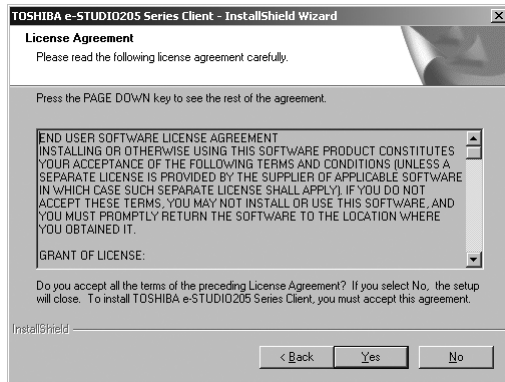 TOSHIBA e-STUDIO205 Series Client - InstallShield Wizard
License Agreement
Please read the following license agreement carefully.
Press the PAGE DOWN key to see the rest of the agreement.
END USER SOFTWARE LICENSE AGREEMENT
INSTALLING OR OTHERWISE USING THIS SOFTWARE PRODUCT CONSTITUTES
YOUR ACCEPTANCE OF THE FOLLOWING TERMS AND CONDITIONS (UNLESS A
SEPARATE LICENSE IS PROVIDED BY THE SUPPLIER OF APPLICABLE SOFTWARE
IN WHICH CASE SUCH SEPARATE LICENSE SHALL APPLY). IF YOU DO NOT
ACCEPT THESE TERMS, YOU MAY NOT INSTALL OR USE THIS SOFTWARE, AND
YOU MUST PROMPTLY RETURN THE SOFTWARE TO THE LOCATION WHERE
YOU OBTAINED IT.
GRANT OF LICENSE:
Do you accept all the terms of the preceding License Agreement? If you select No, the setup
will close. To install TOSHIBA e-STUDIO205 Series Client, you must accept this agreement.
InstallShield
< Back Yes No